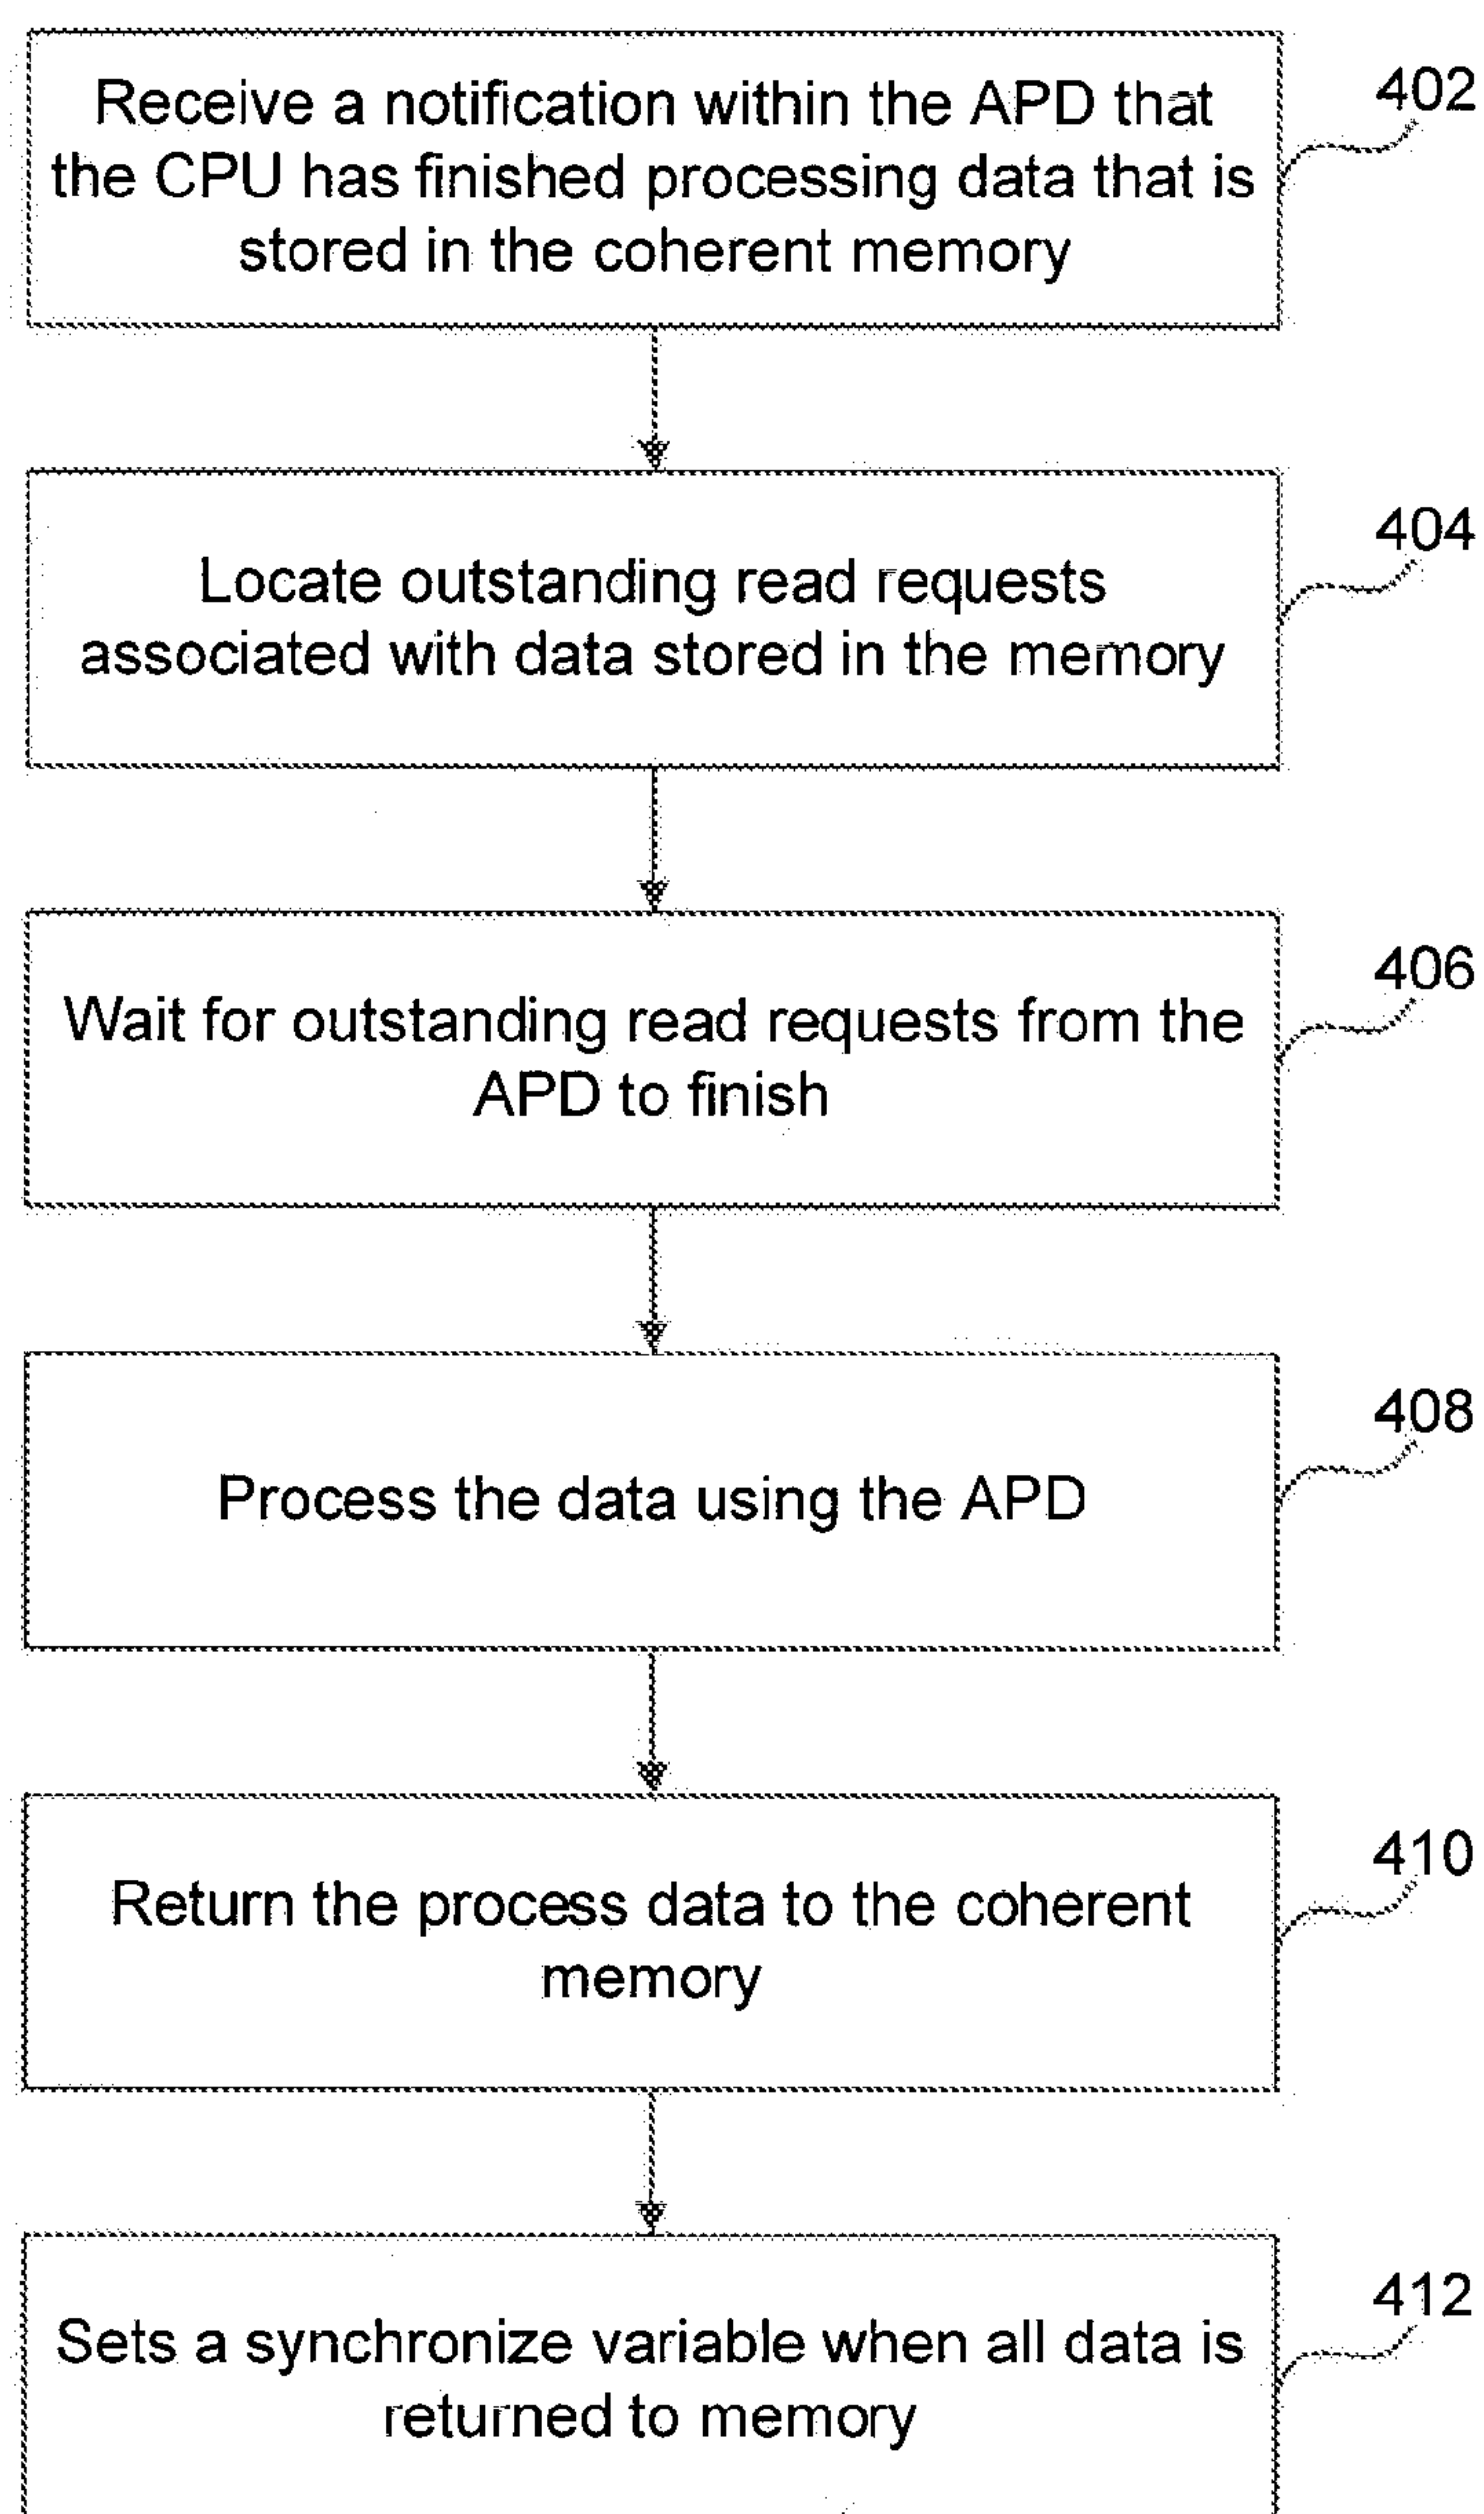 Receive a notification within the APD that
the CPU has finished processing data that is
stored in the coherent memory
402
Locate outstanding read requests
associated with data stored in the memory
404
Wait for outstanding read requests from the
APD to finish
406
Process the data using the APD
408
Return the process data to the coherent
memory
410
Sets a synchronize variable when all data is
returned to memory
412